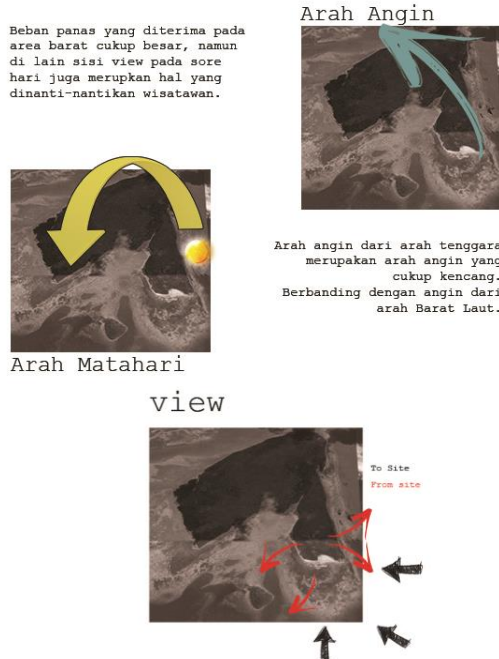 Beban panas yang diterima pada
area barat cukup besar, namun
di lain sisi view pada sore
hari juga merupkan hal yang
dinanti-nantikan wisatawan.
Arah Angin
Arah Matahari
Arah angin dari arah tenggara
merupakan arah angin yang
cukup kencang.
Berbanding dengan angin dari
arah Barat Laut.
view
To Site
From site